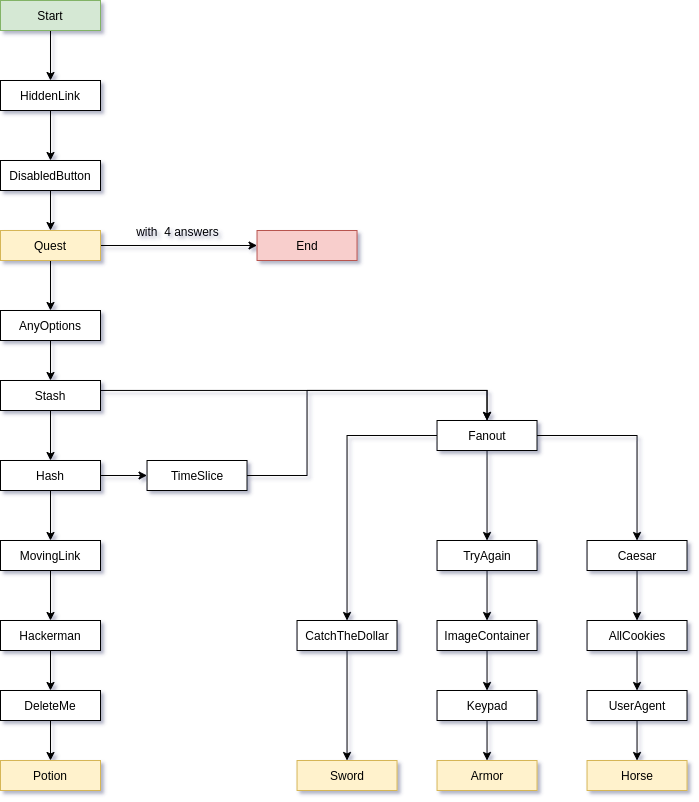 Start
HiddenLink
DisabledButton
with  4 answers
Quest
End
AnyOptions
Stash
Fanout
Hash
TimeSlice
MovingLink
TryAgain
Caesar
Hackerman
CatchTheDollar
ImageContainer
AllCookies
DeleteMe
Keypad
UserAgent
Potion
Sword
Armor
Horse